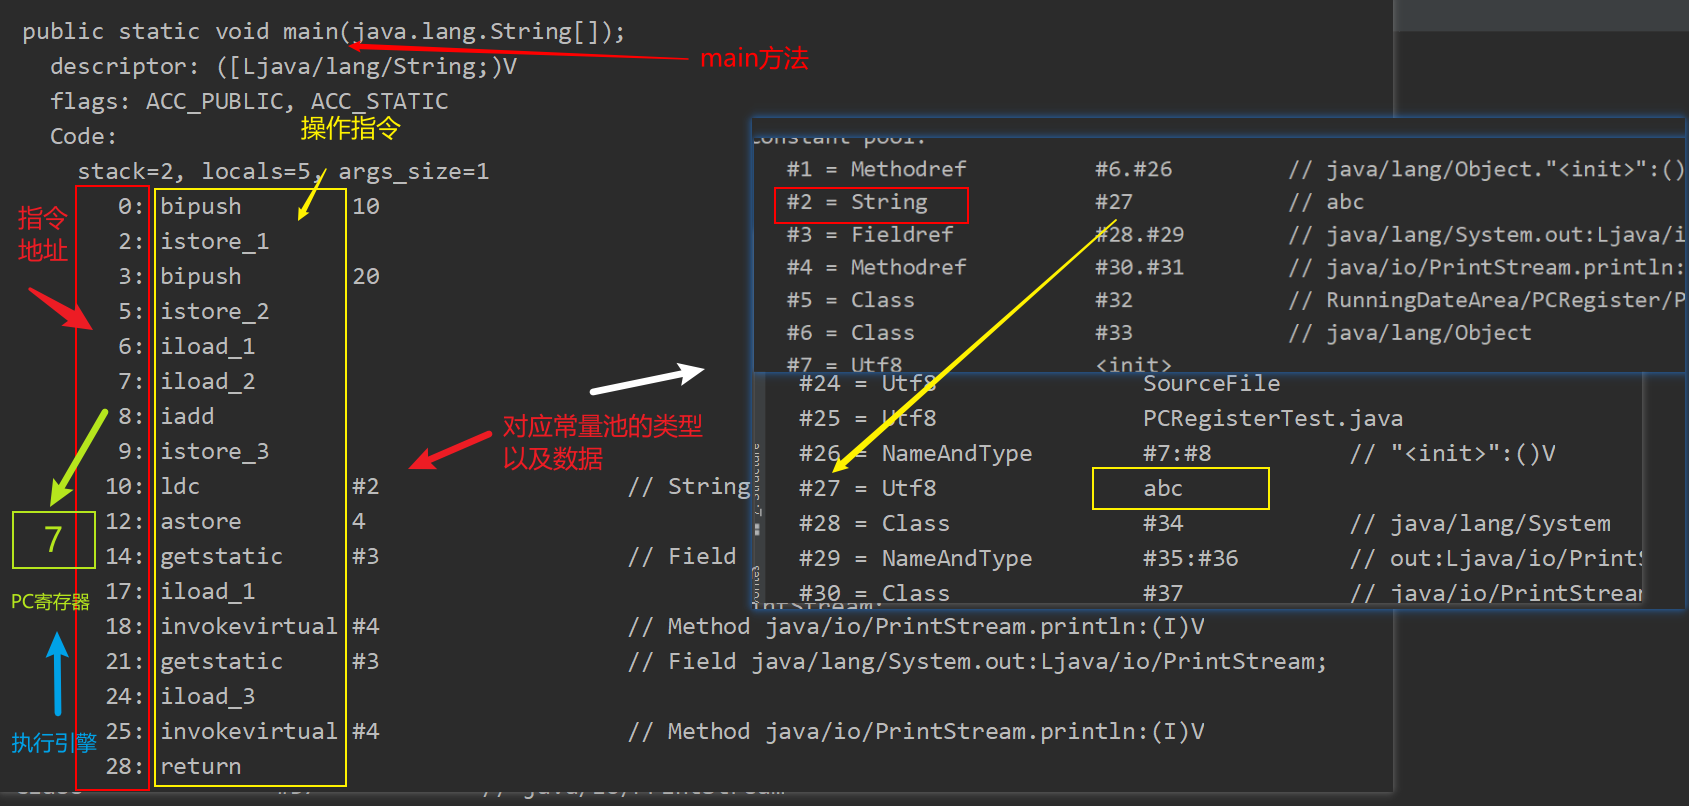 public static void main(java.lang.String[]);
main方法
descriptor: ([Ljava/lang/String;)V
flags: ACC_PUBLIC, ACC_STATIC
Code:
操作指令
stack=2, locals=5, args_size=1
指令
地址
0: bipush 10
2: istore_1
3: bipush 20
5: istore_2
6: iload_1
7: iload_2
8: iadd
9: istore_3
10: ldc #2 // String
12: astore 4
14: getstatic #3 // Field
17: iload_1
18: invokevirtual #4 // Method java/io/PrintStream.println:(I)V
21: getstatic #3 // Field java/lang/System.out:Ljava/io/PrintStream;
24: iload_3
25: invokevirtual #4 // Method java/io/PrintStream.println:(I)V
28: return
7
PC寄存器
执行引擎
对应常量池的类型
以及数据
constant pool:
#1 = Methodref #6.#26 // java/lang/Object."<init>":()
#2 = String #27 // abc
#3 = Fieldref #28.#29 // java/lang/System.out:Ljava/i
#4 = Methodref #30.#31 // java/io/PrintStream.println:
#5 = Class #32 // RunningDateArea/PCRegister/P
#6 = Class #33 // java/lang/Object
#7 = Utf8 <init>
#24 = Utf8 SourceFile
#25 = Utf8 PCRegisterTest.java
#26 = NameAndType #7:#8 // "<init>":()V
#27 = Utf8 abc
#28 = Class #34 // java/lang/System
#29 = NameAndType #35:#36 // out:Ljava/io/PrintS
#30 = Class #37 // java/io/PrintStream